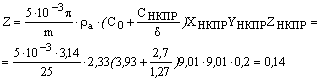 Z = (5·10⁻³π / m) · ρₐ · (C₀ + C_НКПР / δ) X_НКПР Y_НКПР Z_НКПР =
= (5·10⁻³·3,14 / 25) · 2,33 (3,93 + 2,7 / 1,27) 9,01·9,01·0,2 = 0,14